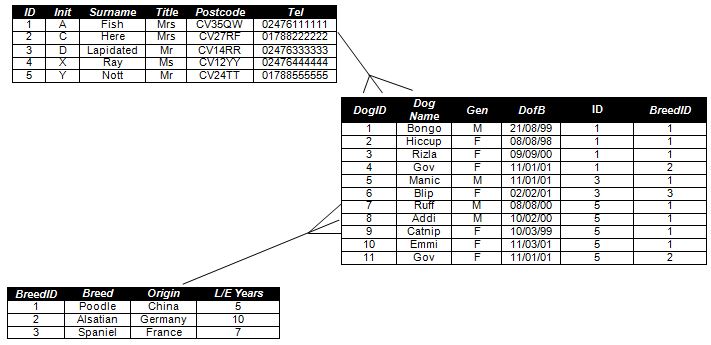 ID Init Surname Title Postcode Tel
1 A Fish Mrs CV35QW 02476111111
2 C Here Mrs CV27RF 01788222222
3 D Lapidated Mr CV14RR 02476333333
4 X Ray Ms CV12YY 02476444444
5 Y Nott Mr CV24TT 01788555555
DogID Dog Name Gen DofB ID BreedID
1 Bongo M 21/08/99 1 1
2 Hiccup F 08/08/98 1 1
3 Rizla F 09/09/00 1 1
4 Gov F 11/01/01 1 2
5 Manic M 11/01/01 3 1
6 Blip F 02/02/01 3 3
7 Ruff M 08/08/00 5 1
8 Addi M 10/02/00 5 1
9 Catnip F 10/03/99 5 1
10 Emmi F 11/03/01 5 1
11 Gov F 11/01/01 5 2
BreedID Breed Origin L/E Years
1 Poodle China 5
2 Alsatian Germany 10
3 Spaniel France 7